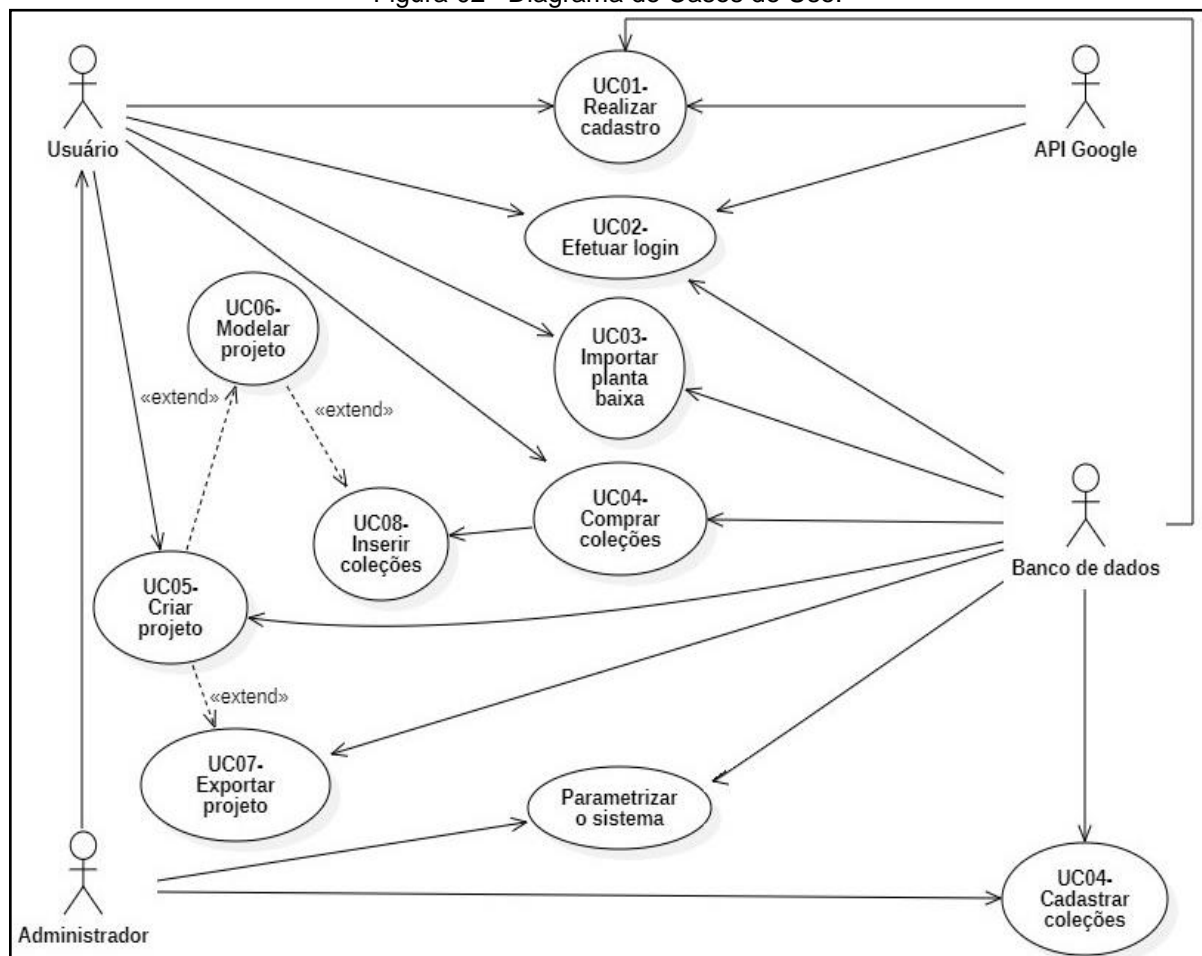 Figura 02 - Diagrama de Casos de Uso.
UC01-
Realizar
cadastro
Usuário
API Google
UC02-
Efetuar login
UC06-
Modelar
projeto
UC03-
Importar
planta
baixa
«extend»
«extend»
UC04-
Comprar
coleções
UC08-
Inserir
coleções
Banco de dados
UC05-
Criar
projeto
«extend»
UC07-
Exportar
projeto
Parametrizar
o sistema
UC04-
Cadastrar
coleções
Administrador